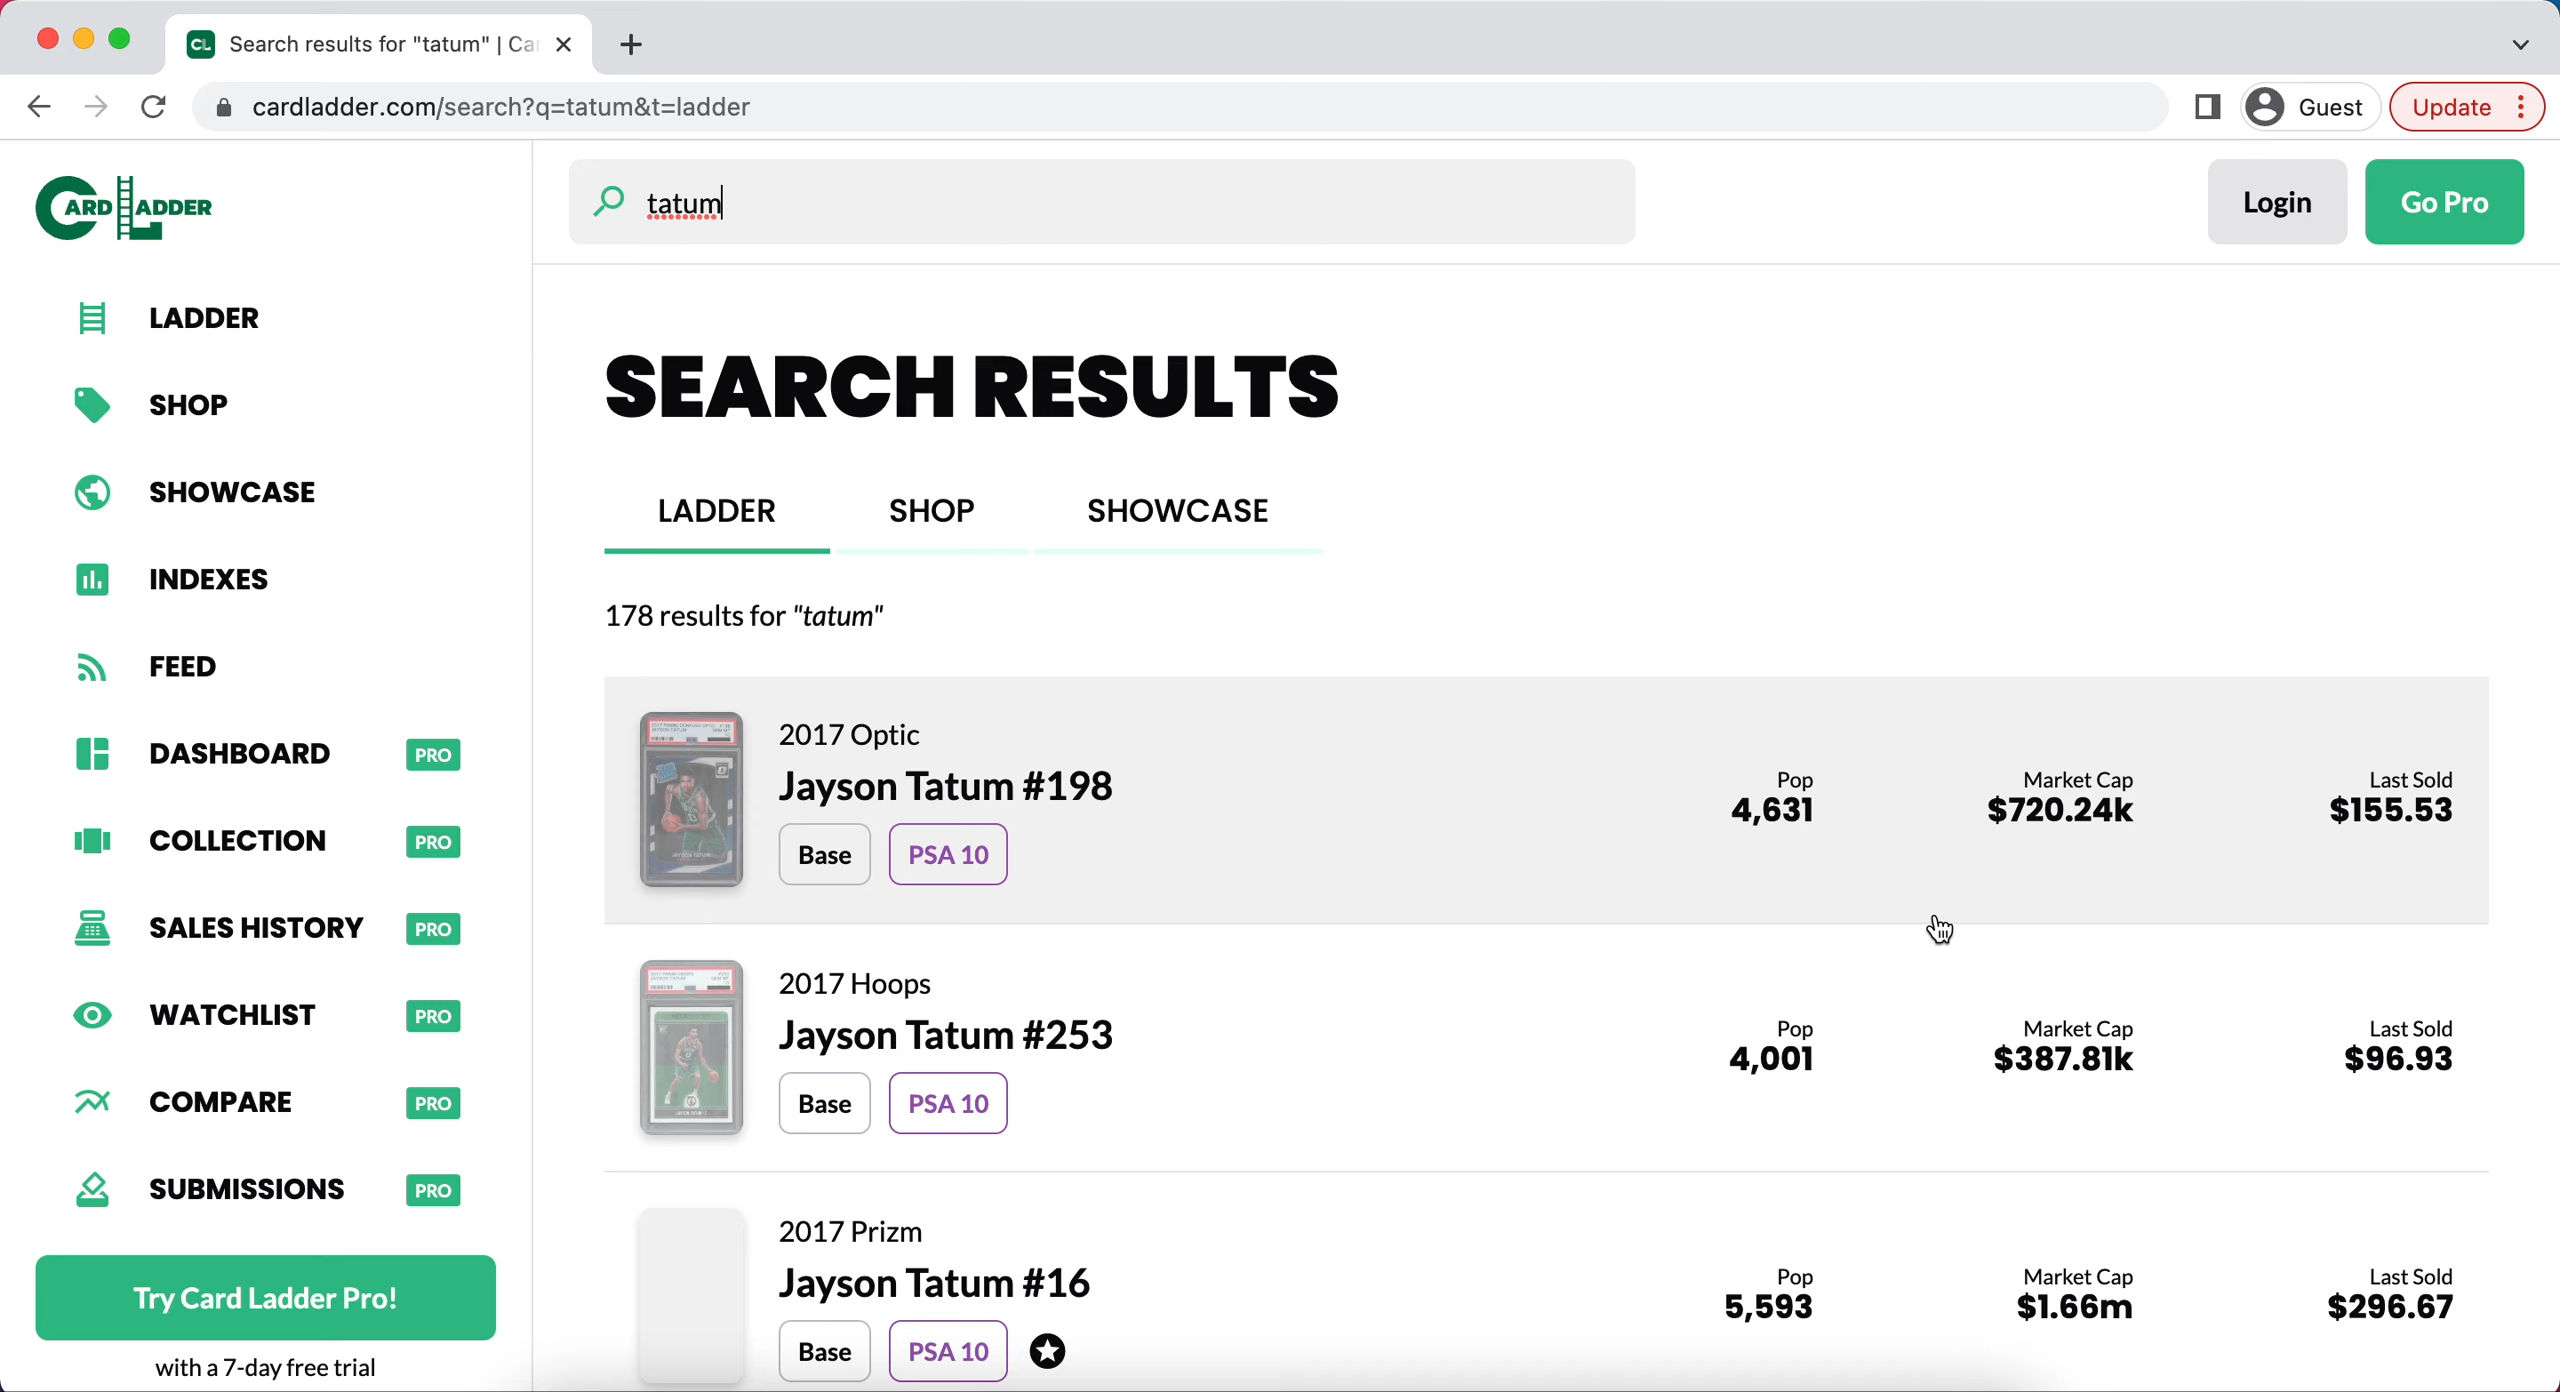 Search results for "tatum" | Ca
cardladder.com/search?q=tatum&t=ladder
Guest
Update
CARD LADDER
tatum
Login
Go Pro
LADDER
SHOP
SHOWCASE
INDEXES
FEED
DASHBOARD PRO
COLLECTION PRO
SALES HISTORY PRO
WATCHLIST PRO
COMPARE PRO
SUBMISSIONS PRO
Try Card Ladder Pro!
with a 7-day free trial
SEARCH RESULTS
LADDER SHOP SHOWCASE
178 results for "tatum"
2017 Optic
Jayson Tatum #198
Base PSA 10
Pop
4,631
Market Cap
$720.24k
Last Sold
$155.53
2017 Hoops
Jayson Tatum #253
Base PSA 10
Pop
4,001
Market Cap
$387.81k
Last Sold
$96.93
2017 Prizm
Jayson Tatum #16
Base PSA 10
Pop
5,593
Market Cap
$1.66m
Last Sold
$296.67